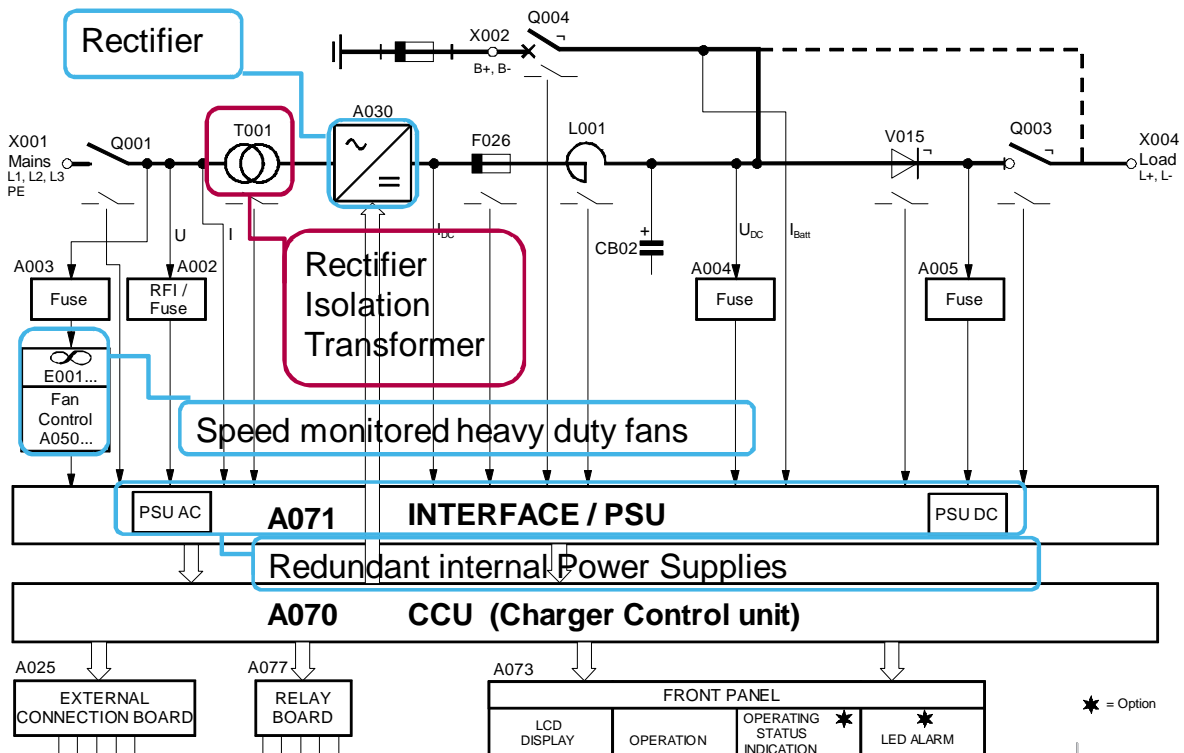 Rectifier
Q004
X002
B+, B-
A030
X001
Mains
L1, L2, L3
PE
Q001
T001
F026
L001
V015
Q003
X004
Load
L+, L-
U
I
I DC
U DC
I Batt
+
CB02
A003
Fuse
A002
RFI /
Fuse
Rectifier
Isolation
Transformer
A004
Fuse
A005
Fuse
E001...
Fan
Control
A050...
Speed monitored heavy duty fans
PSU AC
A071 INTERFACE / PSU
PSU DC
Redundant internal Power Supplies
A070 CCU (Charger Control unit)
A025
EXTERNAL
CONNECTION BOARD
A077
RELAY
BOARD
A073
FRONT PANEL
LCD
DISPLAY
OPERATION
OPERATING
STATUS
INDICATION
LED ALARM
= Option